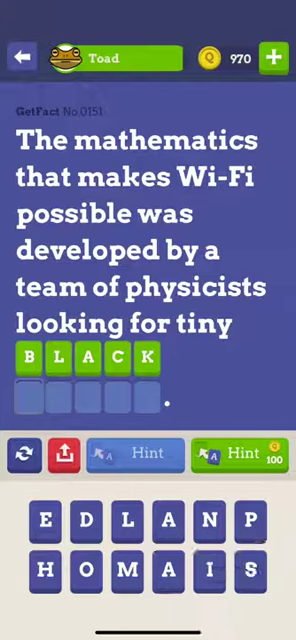 Toad
Q 970 +
GetFact No.0151
The mathematics
that makes Wi-Fi
possible was
developed by a
team of physicists
looking for tiny
B L A C K
.
A Hint A Hint Q 100
E D L A N P
H O M A I S